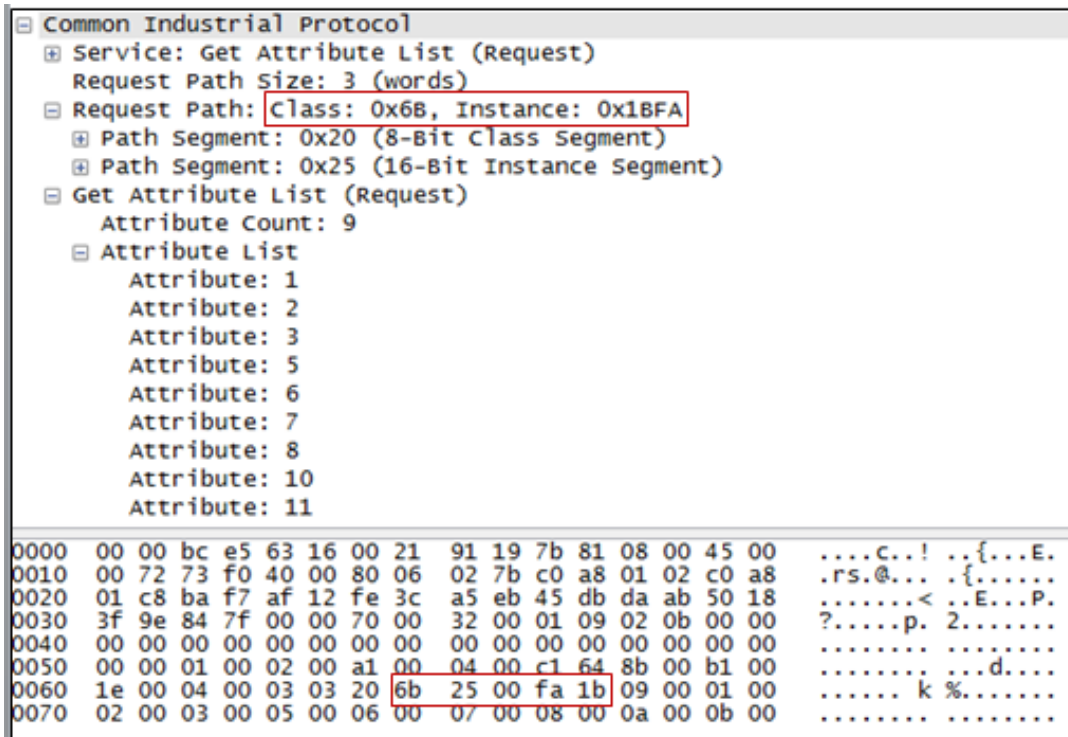 Common Industrial Protocol
Service: Get Attribute List (Request)
Request Path Size: 3 (words)
Request Path: Class: 0x6B, Instance: 0x1BFA
Path Segment: 0x20 (8-Bit Class Segment)
Path Segment: 0x25 (16-Bit Instance Segment)
Get Attribute List (Request)
Attribute Count: 9
Attribute List
Attribute: 1
Attribute: 2
Attribute: 3
Attribute: 5
Attribute: 6
Attribute: 7
Attribute: 8
Attribute: 10
Attribute: 11
0000 00 00 bc e5 63 16 00 21 91 19 7b 81 08 00 45 00 ....c..! ..{...E.
0010 00 72 73 f0 40 00 80 06 02 7b c0 a8 01 02 c0 a8 .rs.@... .{......
0020 01 c8 ba f7 af 12 fe 3c a5 eb 45 db da ab 50 18 .......< ..E...P.
0030 3f 9e 84 7f 00 00 70 00 32 00 01 09 02 0b 00 00 ?.....p. 2.......
0040 00 00 00 00 00 00 00 00 00 00 00 00 00 00 00 00 ........ ........
0050 00 00 01 00 02 00 a1 00 04 00 c1 64 8b 00 b1 00 ........ ...d....
0060 1e 00 04 00 03 03 20 6b 25 00 fa 1b 09 00 01 00 ...... k %.......
0070 02 00 03 00 05 00 06 00 07 00 08 00 0a 00 0b 00 ........ ........